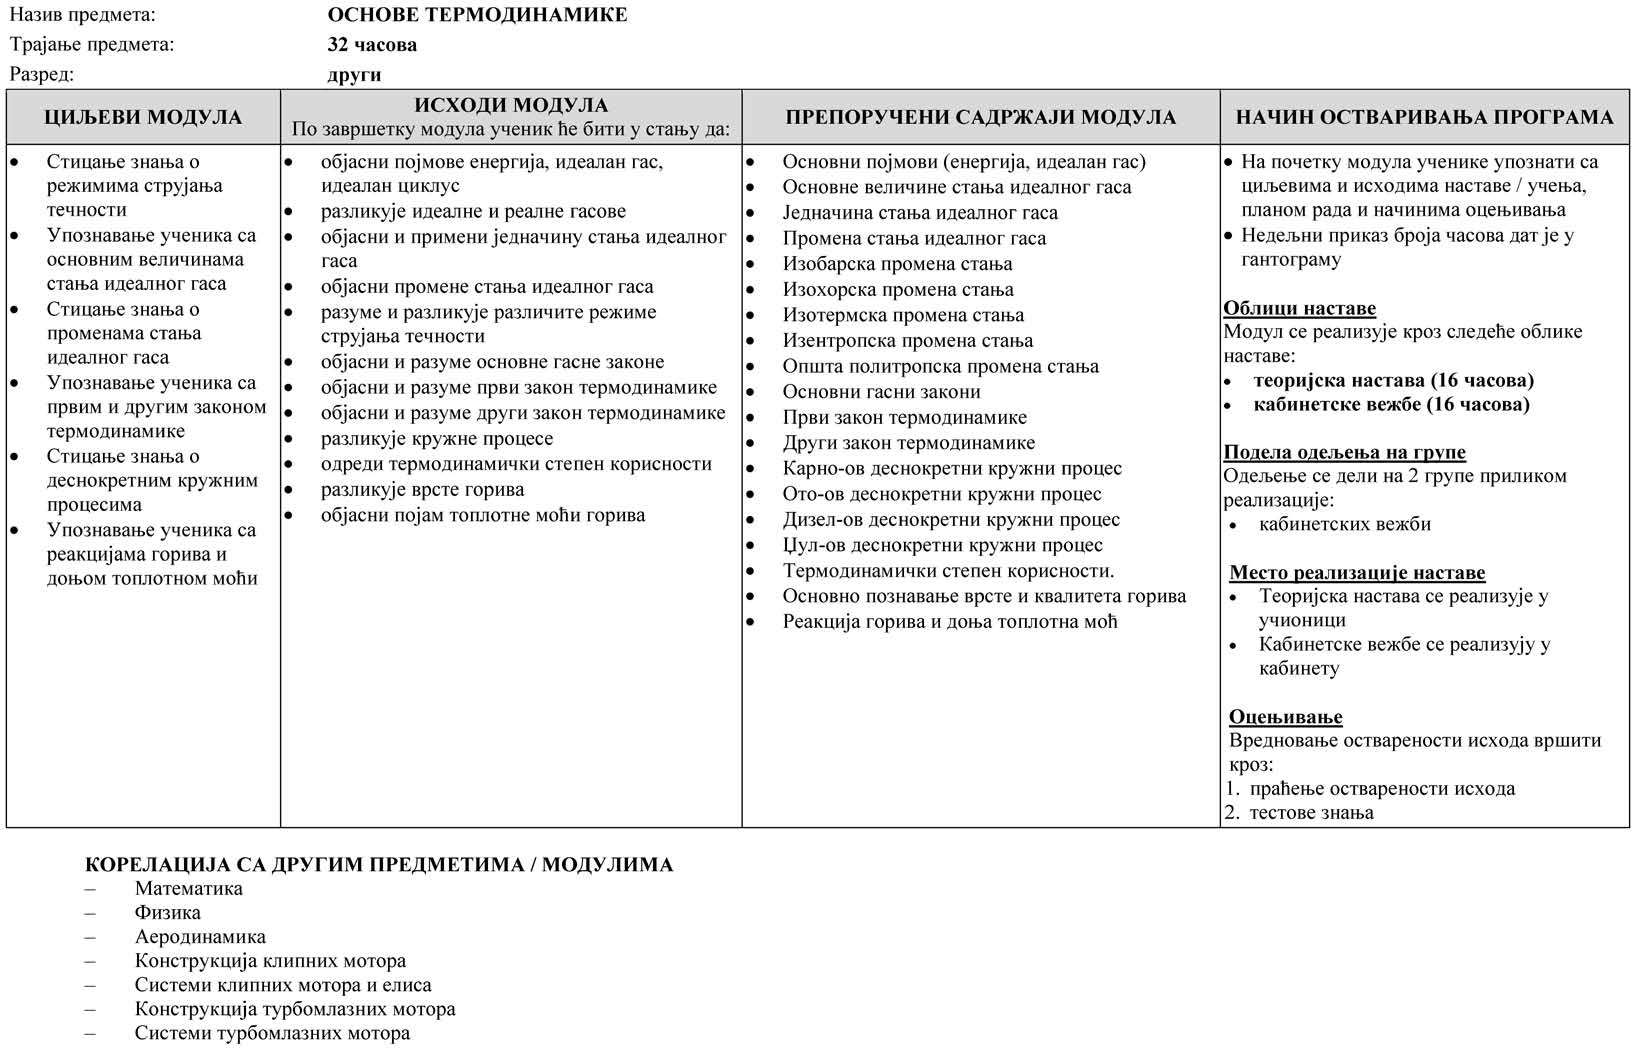 Назив предмета: ОСНОВЕ ТЕРМОДИНАМИКЕ
Трајање предмета: 32 часова
Разред: други
ЦИЉЕВИ МОДУЛА
ИСХОДИ МОДУЛА
По завршетку модула ученик ће бити у стању да:
ПРЕПОРУЧЕНИ САДРЖАЈИ МОДУЛА
НАЧИН ОСТВАРИВАЊА ПРОГРАМА
• Стицање знања о
режимима струјања
течности
• Упознавање ученика са
основним величинама
стања идеалног гаса
• Стицање знања о
променама стања
идеалног гаса
• Упознавање ученика са
првим и другим законом
термодинамике
• Стицање знања о
деснокретним кружним
процесима
• Упознавање ученика са
реакцијама горива и
доњом топлотном моћи
• објасни појмове енергија, идеалан гас,
идеалан циклус
• разликује идеалне и реалне гасове
• објасни и примени једначину стања идеалног
гаса
• објасни промене стања идеалног гаса
• разуме и разликује различите режиме
струјања течности
• објасни и разуме основне гасне законе
• објасни и разуме први закон термодинамике
• објасни и разуме други закон термодинамике
• разликује кружне процесе
• одреди термодинамички степен корисности
• разликује врсте горива
• објасни појам топлотне моћи горива
• Основни појмови (енергија, идеалан гас)
• Основне величине стања идеалног гаса
• Једначина стања идеалног гаса
• Промена стања идеалног гаса
• Изобарска промена стања
• Изохорска промена стања
• Изотермска промена стања
• Изентропска промена стања
• Општа политропска промена стања
• Основни гасни закони
• Први закон термодинамике
• Други закон термодинамике
• Карно-ов деснокретни кружни процес
• Ото-ов деснокретни кружни процес
• Дизел-ов деснокретни кружни процес
• Џул-ов деснокретни кружни процес
• Термодинамички степен корисности.
• Основно познавање врсте и квалитета горива
• Реакција горива и доња топлотна моћ
• На почетку модула ученике упознати са
циљевима и исходима наставе / учења,
планом рада и начинима оцењивања
• Недељни приказ броја часова дат је у
гантограму
Облици наставе
Модул се реализује кроз следеће облике
наставе:
• теоријска настава (16 часова)
• кабинетске вежбе (16 часова)
Подела одељења на групе
Одељење се дели на 2 групе приликом
реализације:
• кабинетских вежби
Место реализације наставе
• Теоријска настава се реализује у
учионици
• Кабинетске вежбе се реализују у
кабинету
Оцењивање
Вредновање остварености исхода вршити
кроз:
1. праћење остварености исхода
2. тестове знања
КОРЕЛАЦИЈА СА ДРУГИМ ПРЕДМЕТИМА / МОДУЛИМА
– Математика
– Физика
– Аеродинамика
– Конструкција клипних мотора
– Системи клипних мотора и елиса
– Конструкција турбомлазних мотора
– Системи турбомлазних мотора